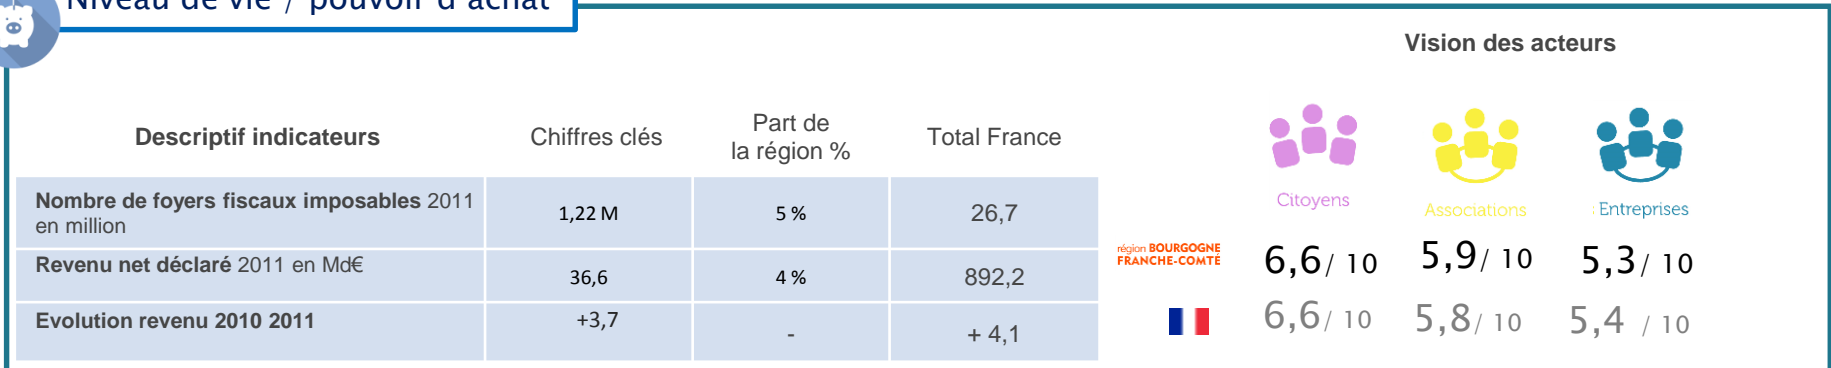 Niveau de vie / pouvoir d'achat
Vision des acteurs
Descriptif indicateurs
Chiffres clés
Part de
la région %
Total France
Nombre de foyers fiscaux imposables 2011
en million
1,22 M
5 %
26,7
Revenu net déclaré 2011 en Md€
36,6
4 %
892,2
Evolution revenu 2010 2011
+3,7
-
+ 4,1
Citoyens
Associations
Entreprises
région BOURGOGNE
FRANCHE-COMTÉ
6,6/ 10
5,9/ 10
5,3/ 10
6,6/ 10
5,8/ 10
5,4 / 10